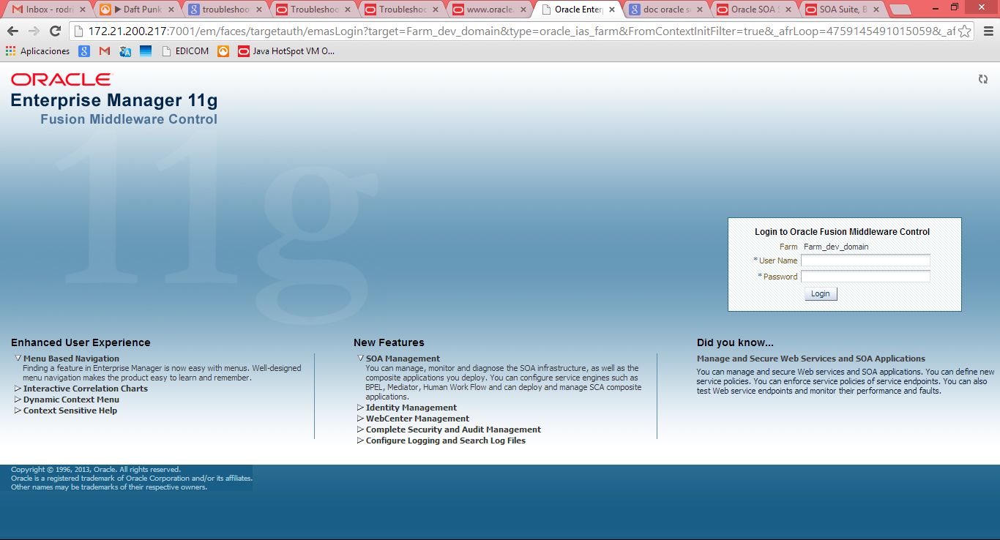 Inbox - rodri
Daft Punk
troubleshoo
Troubleshoo
Troubleshoo
www.oracle.
Oracle Enter
doc oracle s
Oracle SOA S
SOA Suite, B
172.21.200.217:7001/em/faces/targetauth/emasLogin?target=Farm_dev_domain&type=oracle_ias_farm&FromContextInitFilter=true&_afrLoop=4759145491015059&_af
Aplicaciones
EDICOM
Java HotSpot VM O...
ORACLE
Enterprise Manager 11g
Fusion Middleware Control
11g
Login to Oracle Fusion Middleware Control
Farm Farm_dev_domain
* User Name
* Password
Login
Enhanced User Experience
Menu Based Navigation
Finding a feature in Enterprise Manager is now easy with menus. Well-designed
menu navigation makes the product easy to learn and remember.
Interactive Correlation Charts
Dynamic Context Menu
Context Sensitive Help
New Features
SOA Management
You can manage, monitor and diagnose the SOA infrastructure, as well as the
composite applications you deploy. You can configure service engines such as
BPEL, Mediator, Human Work Flow and can deploy and manage SCA composite
applications.
Identity Management
WebCenter Management
Complete Security and Audit Management
Configure Logging and Search Log Files
Did you know...
Manage and Secure Web Services and SOA Applications
You can manage and secure Web services and SOA applications. You can define new
service policies. You can enforce service policies of service endpoints. You can also
test Web service endpoints and monitor their performance and faults.
Copyright © 1996, 2013, Oracle. All rights reserved.
Oracle is a registered trademark of Oracle Corporation and/or its affiliates.
Other names may be trademarks of their respective owners.